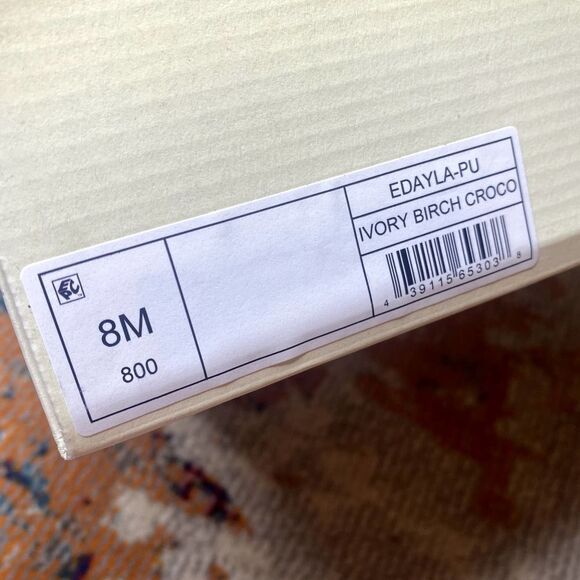 8M
800
EDAYLA-PU
IVORY BIRCH CROCO
4 39115 65303 8